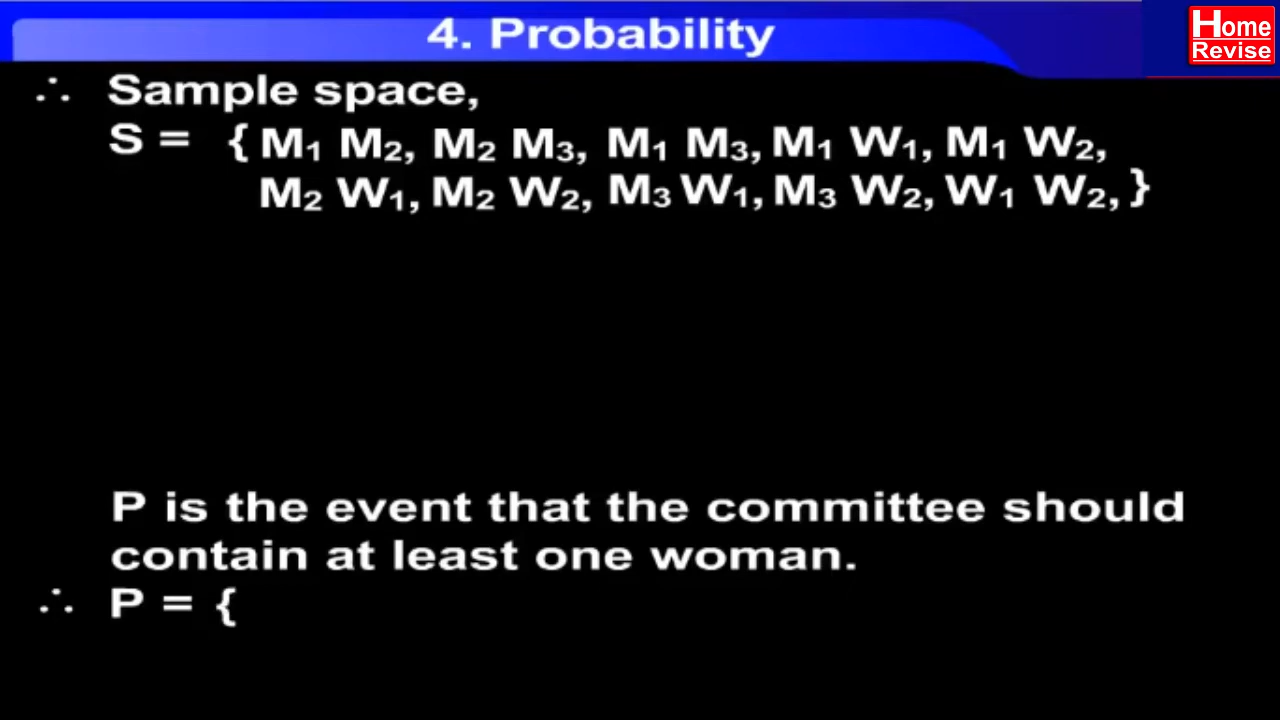 4. Probability
Home
Revise
∴ Sample space,
S = { M₁ M₂, M₂ M₃, M₁ M₃, M₁ W₁, M₁ W₂,
M₂ W₁, M₂ W₂, M₃ W₁, M₃ W₂, W₁ W₂, }
P is the event that the committee should
contain at least one woman.
∴ P = {